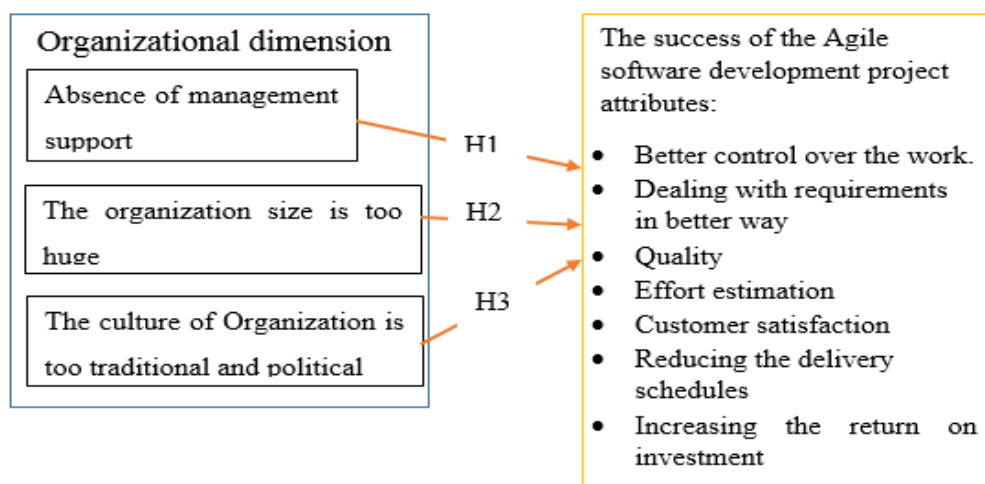 Organizational dimension
Absence of management
support
The organization size is too
huge
The culture of Organization is
too traditional and political
H1
H2
H3
The success of the Agile
software development project
attributes:
• Better control over the work.
• Dealing with requirements
in better way
• Quality
• Effort estimation
• Customer satisfaction
• Reducing the delivery
schedules
• Increasing the return on
investment